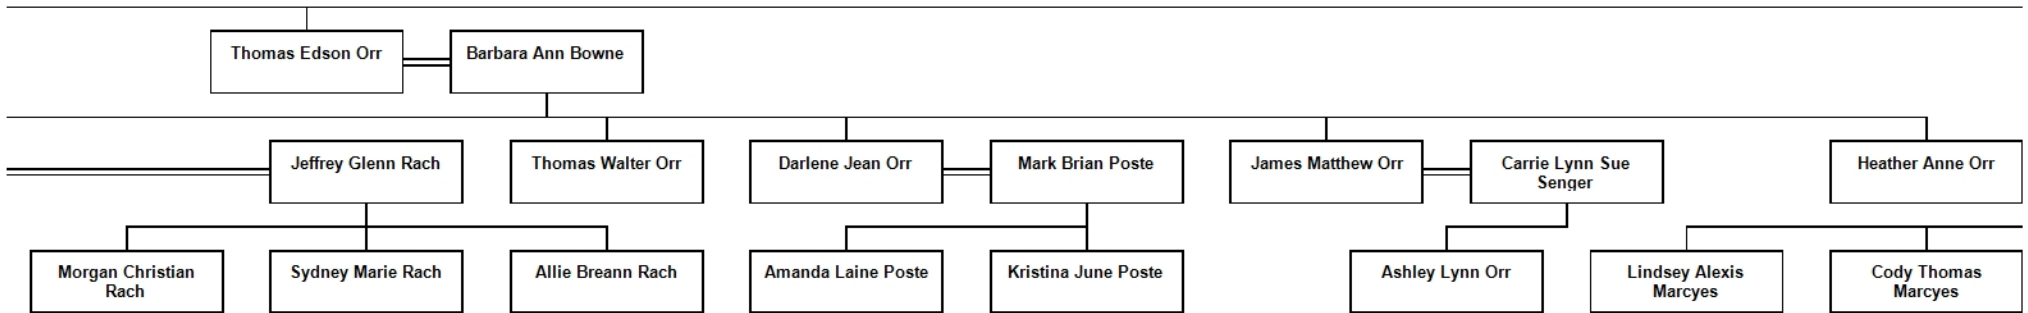 Thomas Edson Orr
Barbara Ann Bowne
Jeffrey Glenn Rach
Thomas Walter Orr
Darlene Jean Orr
Mark Brian Poste
James Matthew Orr
Carrie Lynn Sue
Senger
Heather Anne Orr
Morgan Christian
Rach
Sydney Marie Rach
Allie Breann Rach
Amanda Laine Poste
Kristina June Poste
Ashley Lynn Orr
Lindsey Alexis
Marcyes
Cody Thomas
Marcyes